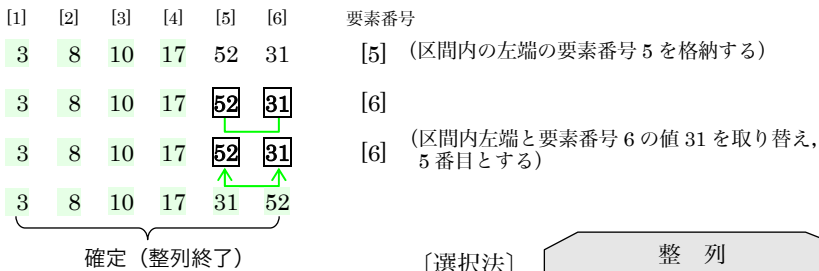 [1] [2] [3] [4] [5] [6] 要素番号
3 8 10 17 52 31 [5] (区間内の左端の要素番号 5 を格納する)
3 8 10 17 52 31 [6]
3 8 10 17 52 31 [6] (区間内左端と要素番号 6 の値 31 を取り替え,
5 番目とする)
3 8 10 17 31 52
確定（整列終了）
〔選択法〕 整 列